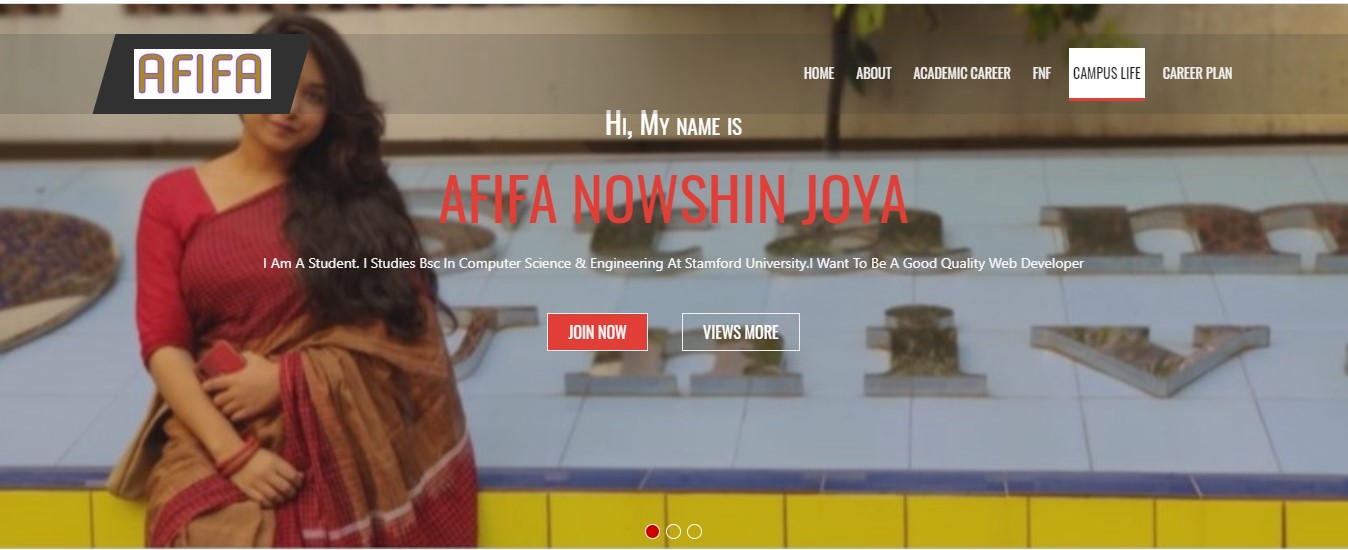 AFIFA
HOME ABOUT ACADEMIC CAREER FNF CAMPUS LIFE CAREER PLAN
Hi, My name is
AFIFA NOWSHIN JOYA
I Am A Student. I Studies Bsc In Computer Science & Engineering At Stamford University.I Want To Be A Good Quality Web Developer
JOIN NOW VIEWS MORE